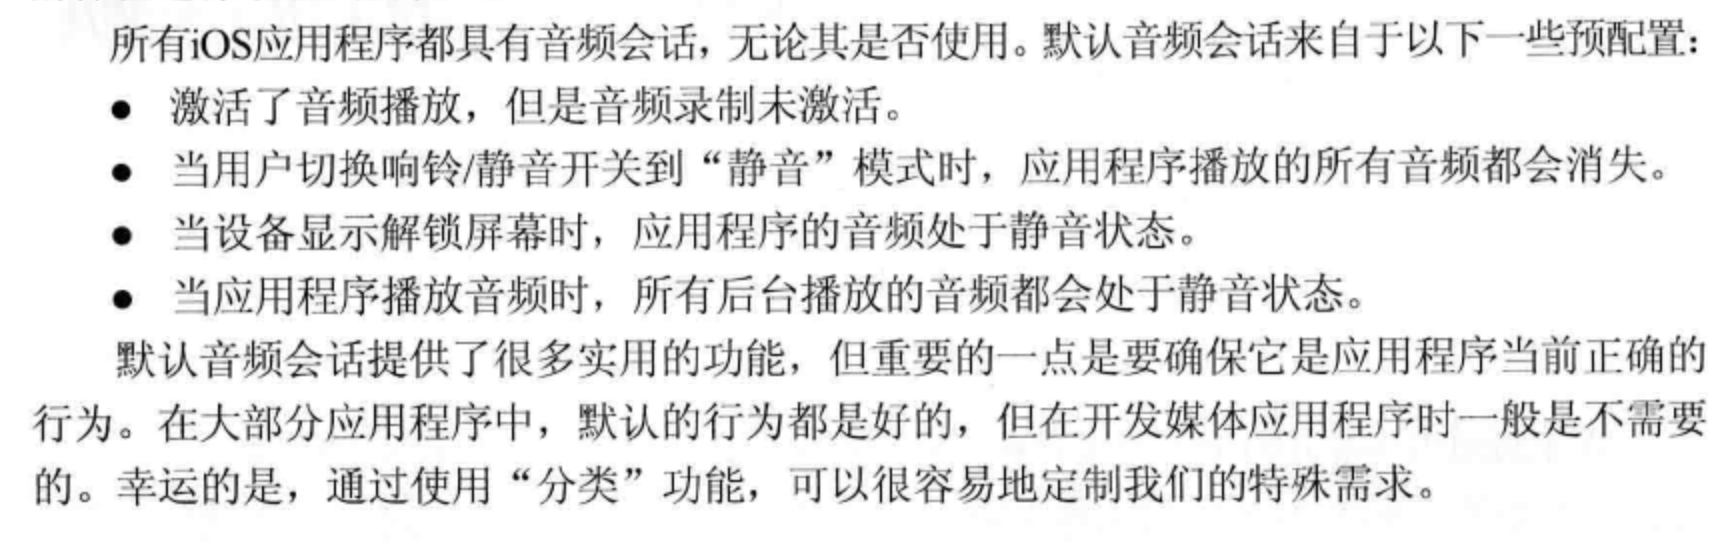 所有iOS应用程序都具有音频会话，无论其是否使用。默认音频会话来自于以下一些预配置：
● 激活了音频播放，但是音频录制未激活。
● 当用户切换响铃/静音开关到“静音”模式时，应用程序播放的所有音频都会消失。
● 当设备显示解锁屏幕时，应用程序的音频处于静音状态。
● 当应用程序播放音频时，所有后台播放的音频都会处于静音状态。
默认音频会话提供了很多实用的功能，但重要的一点是要确保它是应用程序当前正确的
行为。在大部分应用程序中，默认的行为都是好的，但在开发媒体应用程序时一般是不需要
的。幸运的是，通过使用“分类”功能，可以很容易地定制我们的特殊需求。